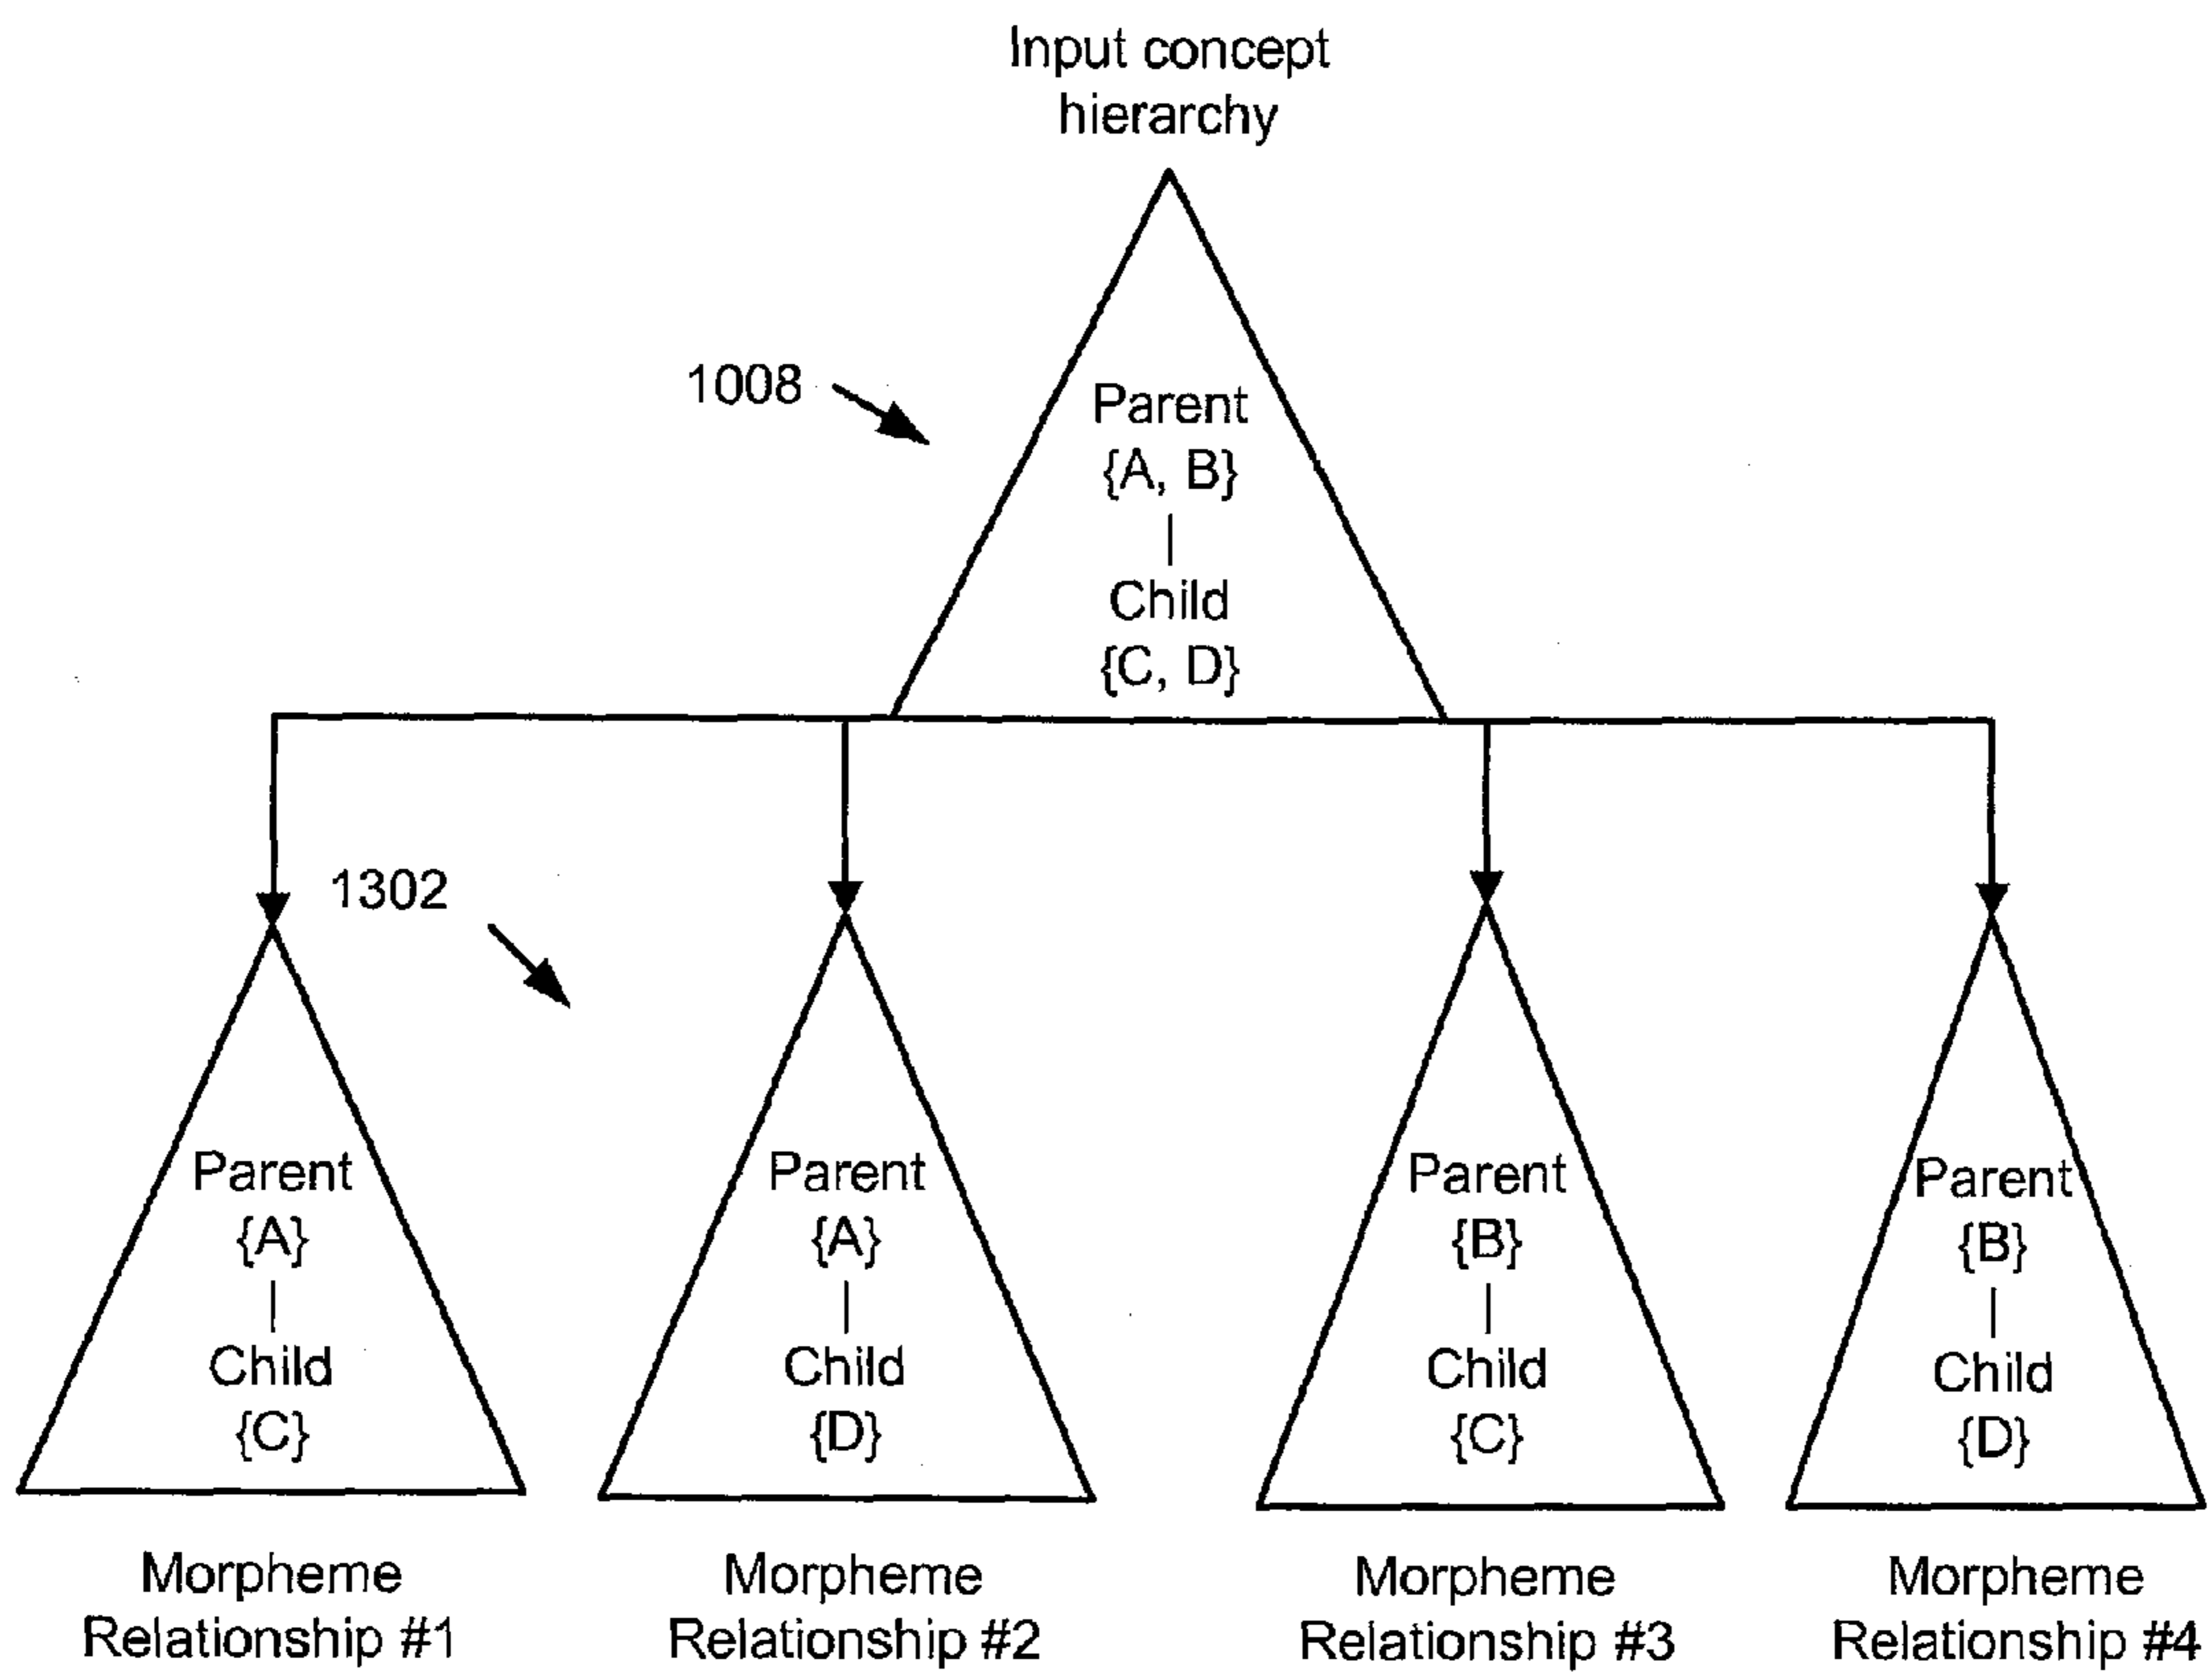 Input concept
hierarchy
1008
Parent
{A, B}
|
Child
{C, D}
1302
Parent
{A}
|
Child
{C}
Morpheme
Relationship #1
Parent
{A}
|
Child
{D}
Morpheme
Relationship #2
Parent
{B}
|
Child
{C}
Morpheme
Relationship #3
Parent
{B}
|
Child
{D}
Morpheme
Relationship #4